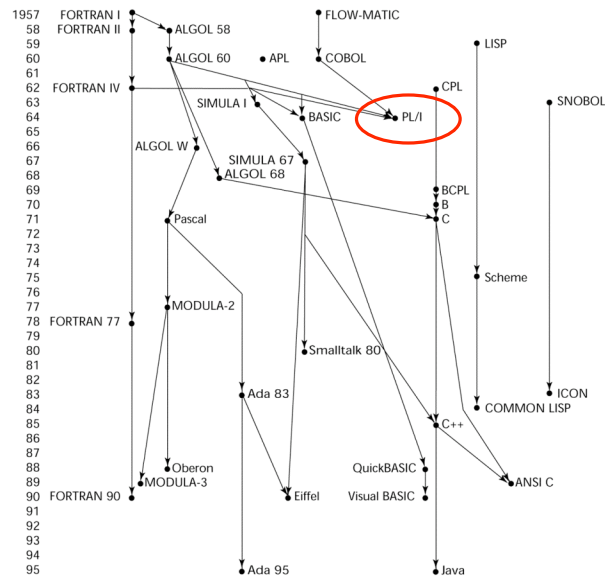 1957 FORTRAN I FLOW-MATIC
58 FORTRAN II ALGOL 58
59 LISP
60 ALGOL 60 APL COBOL
61
62 FORTRAN IV CPL
63 SIMULA I SNOBOL
64 BASIC PL/I
65
66 ALGOL W
67 SIMULA 67
68 ALGOL 68
69 BCPL
70 B
71 Pascal C
72
73
74
75 Scheme
76
77 MODULA-2
78 FORTRAN 77
79
80 Smalltalk 80
81
82
83 Ada 83 ICON
84 COMMON LISP
85 C++
86
87
88 Oberon QuickBASIC
89 MODULA-3 ANSI C
90 FORTRAN 90 Eiffel Visual BASIC
91
92
93
94
95 Ada 95 Java